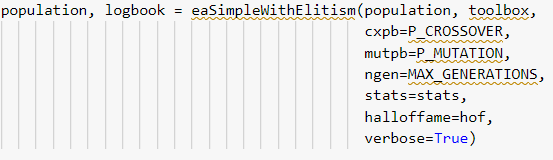 population, logbook = eaSimpleWithElitism(population, toolbox,
cxpb=P_CROSSOVER,
mutpb=P_MUTATION,
ngen=MAX_GENERATIONS,
stats=stats,
halloffame=hof,
verbose=True)